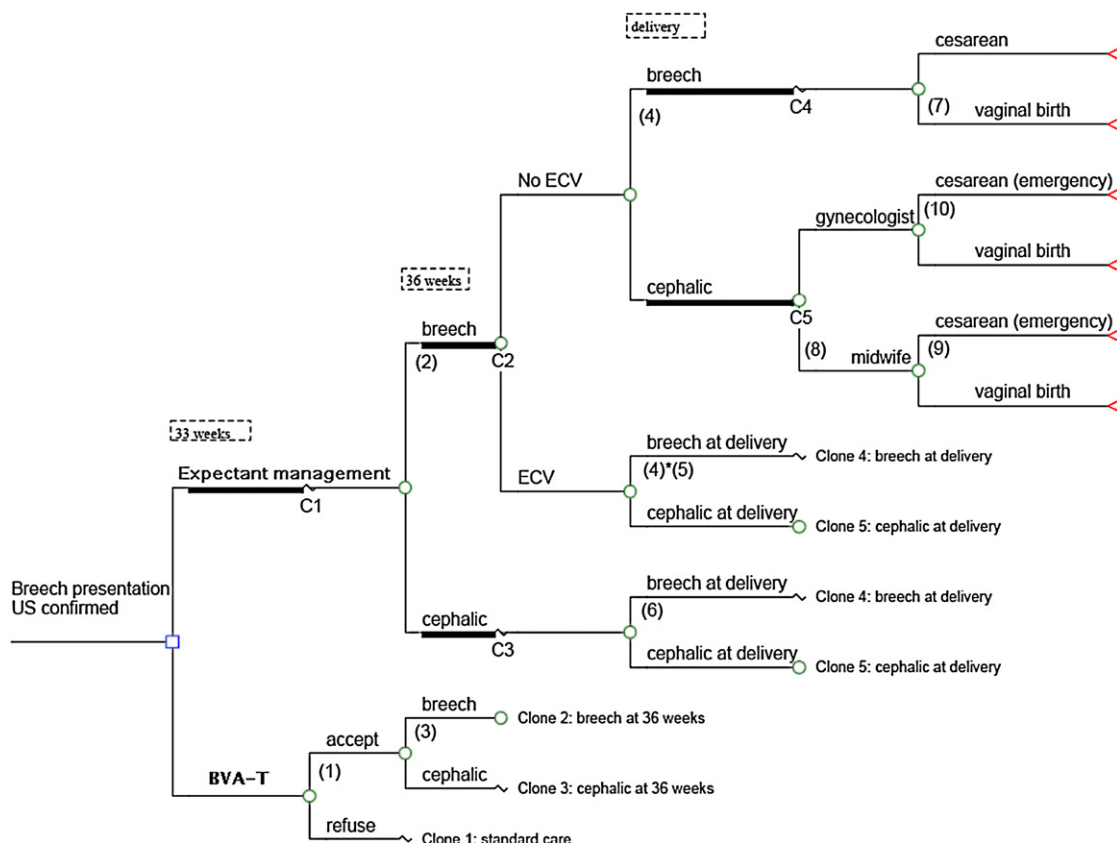 delivery
cesarean
breech
(4)
C4
(7)
vaginal birth
No ECV
cesarean (emergency)
gynecologist
(10)
vaginal birth
36 weeks
cephalic
C5
cesarean (emergency)
breech
(2)
C2
(8)
midwife
(9)
vaginal birth
33 weeks
breech at delivery
Clone 4: breech at delivery
(4)*(5)
Expectant management
C1
ECV
cephalic at delivery
Clone 5: cephalic at delivery
Breech presentation
US confirmed
breech at delivery
Clone 4: breech at delivery
(6)
cephalic
C3
cephalic at delivery
Clone 5: cephalic at delivery
breech
Clone 2: breech at 36 weeks
(3)
accept
BVA-T
(1)
cephalic
Clone 3: cephalic at 36 weeks
refuse
Clone 1: standard care